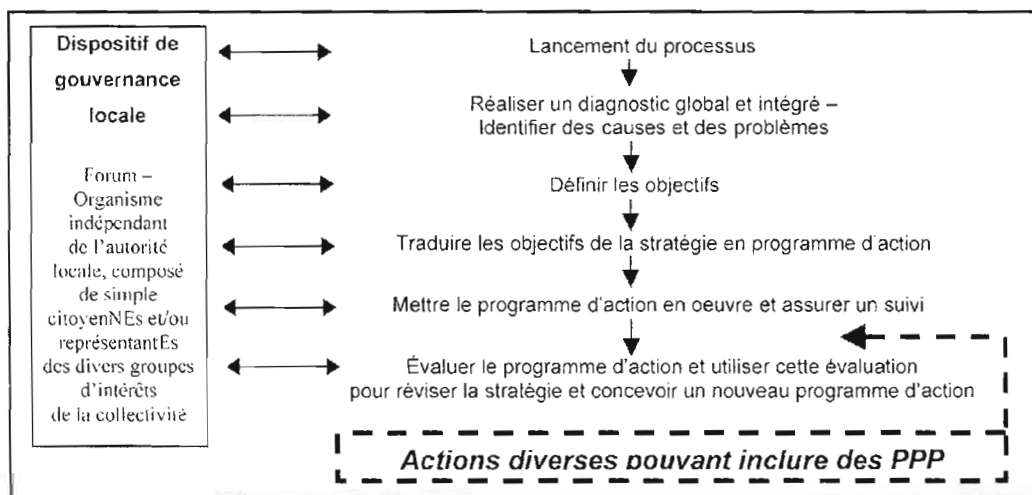 Dispositif de
gouvernance
locale
Forum –
Organisme
indépendant
de l'autorité
locale, composé
de simple
citoyenNEs et/ou
représentantEs
des divers groupes
d'intérêts
de la collectivité
Lancement du processus
Réaliser un diagnostic global et intégré –
Identifier des causes et des problèmes
Définir les objectifs
Traduire les objectifs de la stratégie en programme d'action
Mettre le programme d'action en oeuvre et assurer un suivi
Évaluer le programme d'action et utiliser cette évaluation
pour réviser la stratégie et concevoir un nouveau programme d'action
Actions diverses pouvant inclure des PPP